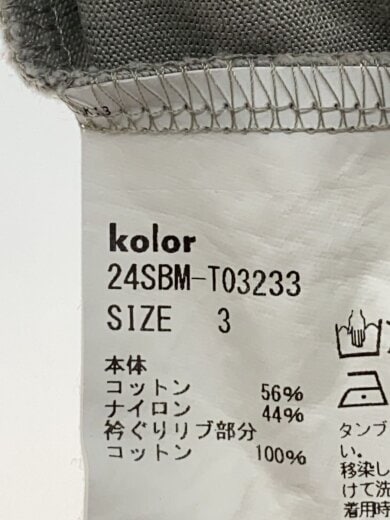 kolor
24SBM-T03233
SIZE 3
本体
コットン 56%
ナイロン 44%
衿ぐりリブ部分
コットン 100%
タンブ
い。
移染し
けて洗
着用時